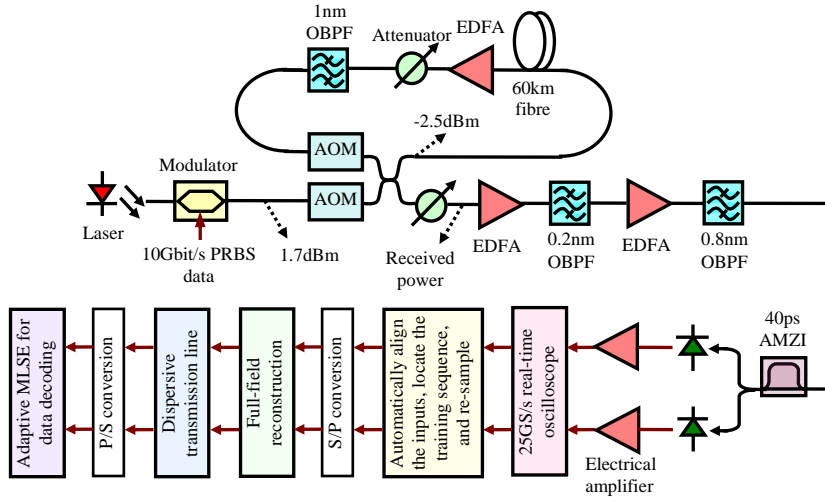 1nm
OBPF
Attenuator
EDFA
60km
fibre
-2.5dBm
AOM
Modulator
AOM
Laser
10Gbit/s PRBS
data
1.7dBm
Received
power
EDFA
0.2nm
OBPF
EDFA
0.8nm
OBPF
Adaptive MLSE for
data decoding
P/S conversion
Dispersive
transmission line
Full-field
reconstruction
S/P conversion
Automatically align
the inputs, locate the
training sequence,
and re-sample
25GS/s real-time
oscilloscope
Electrical
amplifier
40ps
AMZI